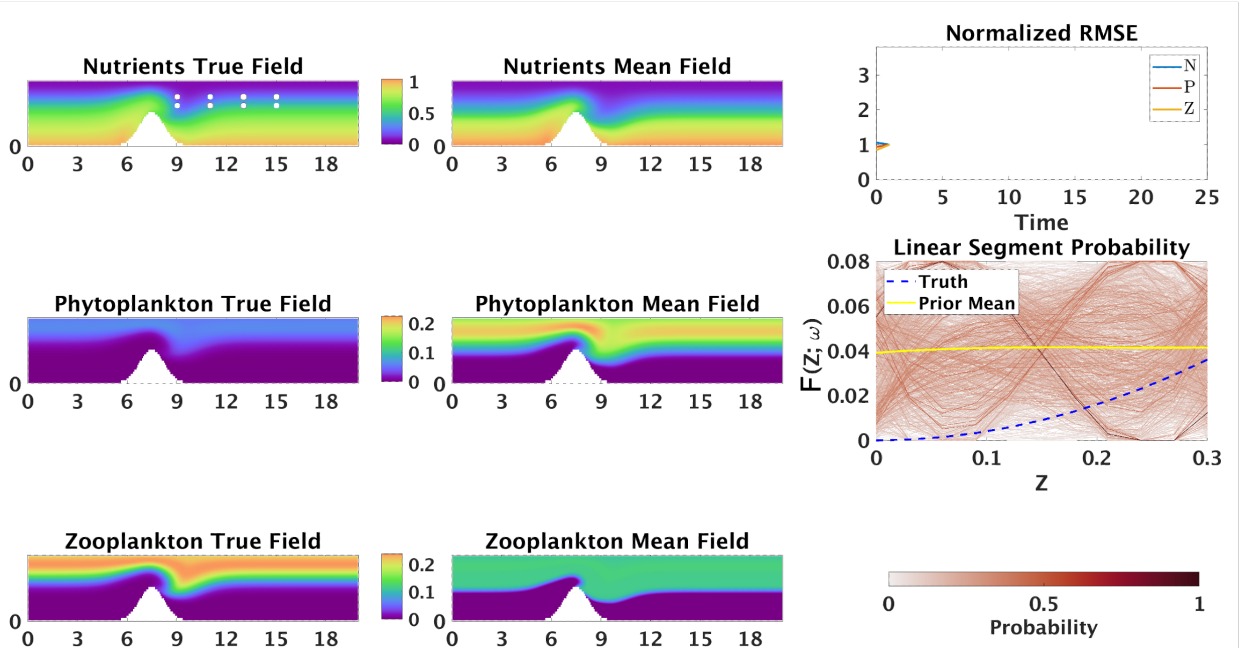 Normalized RMSE
Nutrients True Field
Nutrients Mean Field
1
0.5
0
0
0 3 6 9 12 15 18
0 3 6 9 12 15 18
3
2
1
0
N
P
Z
0 5 10 15 20 25
Time
Linear Segment Probability
Phytoplankton True Field
Phytoplankton Mean Field
0.2
0.1
0
0
0 3 6 9 12 15 18
0 3 6 9 12 15 18
F(Z; ω)
0.08
0.06
0.04
0.02
0
Truth
Prior Mean
0 0.1 0.2 0.3
Z
Zooplankton True Field
Zooplankton Mean Field
0.2
0.1
0
0
0 3 6 9 12 15 18
0 3 6 9 12 15 18
0 0.5 1
Probability